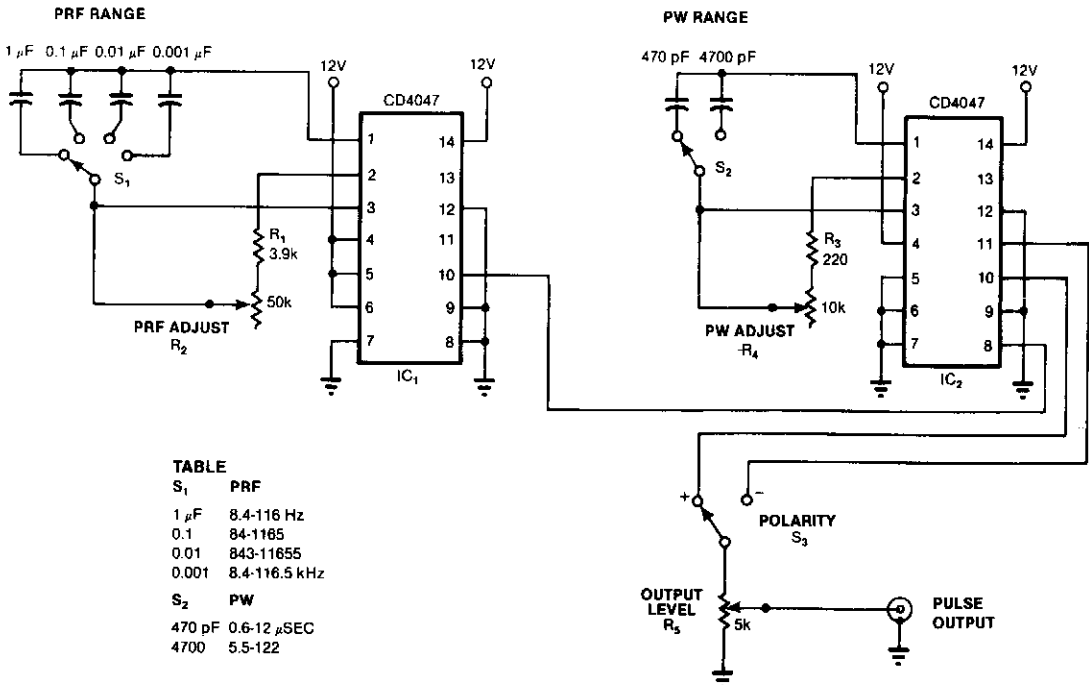 PRF RANGE
1 μF 0.1 μF 0.01 μF 0.001 μF
12V
12V
CD4047
1
2
3
4
5
6
7
14
13
12
11
10
9
8
S1
R1
3.9k
50k
PRF ADJUST
R2
IC1
PW RANGE
470 pF 4700 pF
12V
12V
CD4047
1
2
3
4
5
6
7
14
13
12
11
10
9
8
S2
R3
220
10k
PW ADJUST
-R4
IC2
+
-
POLARITY
S3
OUTPUT
LEVEL
R5
5k
PULSE
OUTPUT
TABLE
S1 PRF
1 μF 8.4-116 Hz
0.1 84-1165
0.01 843-11655
0.001 8.4-116.5 kHz
S2 PW
470 pF 0.6-12 μSEC
4700 5.5-122